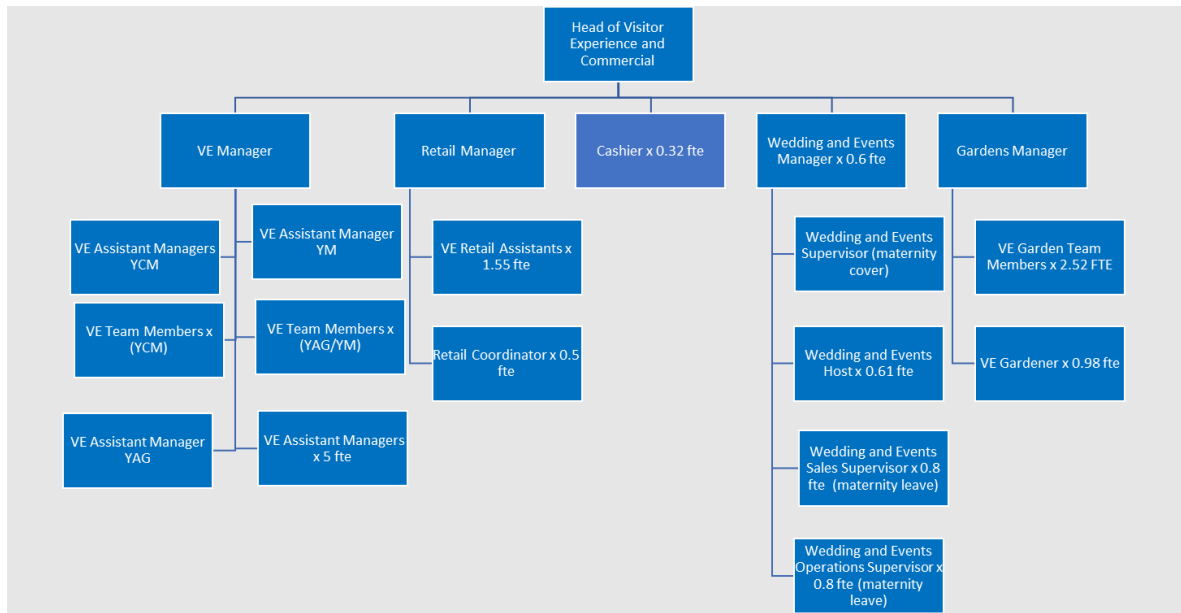 Head of Visitor
Experience and
Commercial
VE Manager
Retail Manager
Cashier x 0.32 fte
Wedding and Events
Manager x 0.6 fte
Gardens Manager
VE Assistant Managers
YCM
VE Assistant Manager
YM
VE Team Members x
(YCM)
VE Team Members x
(YAG/YM)
VE Assistant Manager
YAG
VE Assistant Managers
x 5 fte
VE Retail Assistants x
1.55 fte
Retail Coordinator x 0.5
fte
Wedding and Events
Supervisor (maternity
cover)
Wedding and Events
Host x 0.61 fte
Wedding and Events
Sales Supervisor x 0.8
fte (maternity leave)
Wedding and Events
Operations Supervisor x
0.8 fte (maternity
leave)
VE Garden Team
Members x 2.52 FTE
VE Gardener x 0.98 fte